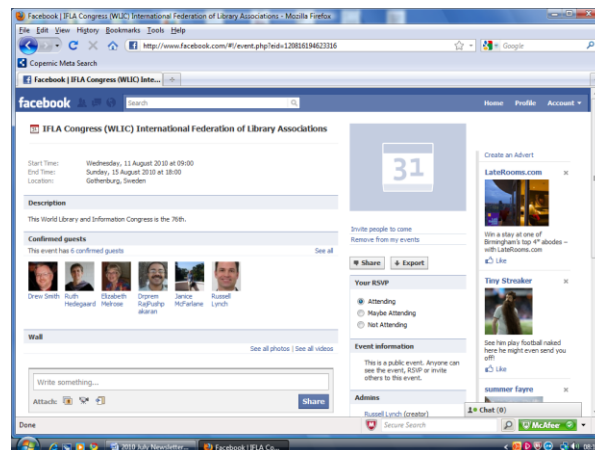 Facebook | IFLA Congress (WLIC) International Federation of Library Associations - Mozilla Firefox
File Edit View History Bookmarks Tools Help
http://www.facebook.com/#!/event.php?eid=120816194623316
Google
Copernic Meta Search
Facebook | IFLA Congress (WLIC) Inte...
facebook
Search
Home Profile Account
31 IFLA Congress (WLIC) International Federation of Library Associations
Start Time: Wednesday, 11 August 2010 at 09:00
End Time: Sunday, 15 August 2010 at 18:00
Location: Gothenburg, Sweden
Description
This World Library and Information Congress is the 76th.
Confirmed guests
This event has 6 confirmed guests See all
Drew Smith
Ruth Hedegaard
Elizabeth Melrose
Drprem RajPushp akaran
Janice McFarlane
Russell Lynch
Wall
See all photos | See all videos
Write something...
Attach:
Share
31
Invite people to come
Remove from my events
Share
Export
Your RSVP
Attending
Maybe Attending
Not Attending
Event information
This is a public event. Anyone can
see the event, RSVP or invite
others to this event.
Admins
Russell Lynch (creator)
Create an Advert
LateRooms.com x
Win a stay at one of
Birmingham's top 4* abodes –
with LateRooms.com
Like
Tiny Streaker x
See him play football naked
here he might even send you
off!
Like
summer fayre x
Chat (0)
Done
Secure Search
McAfee
2010 July Newsletter...
Facebook | IFLA Co...